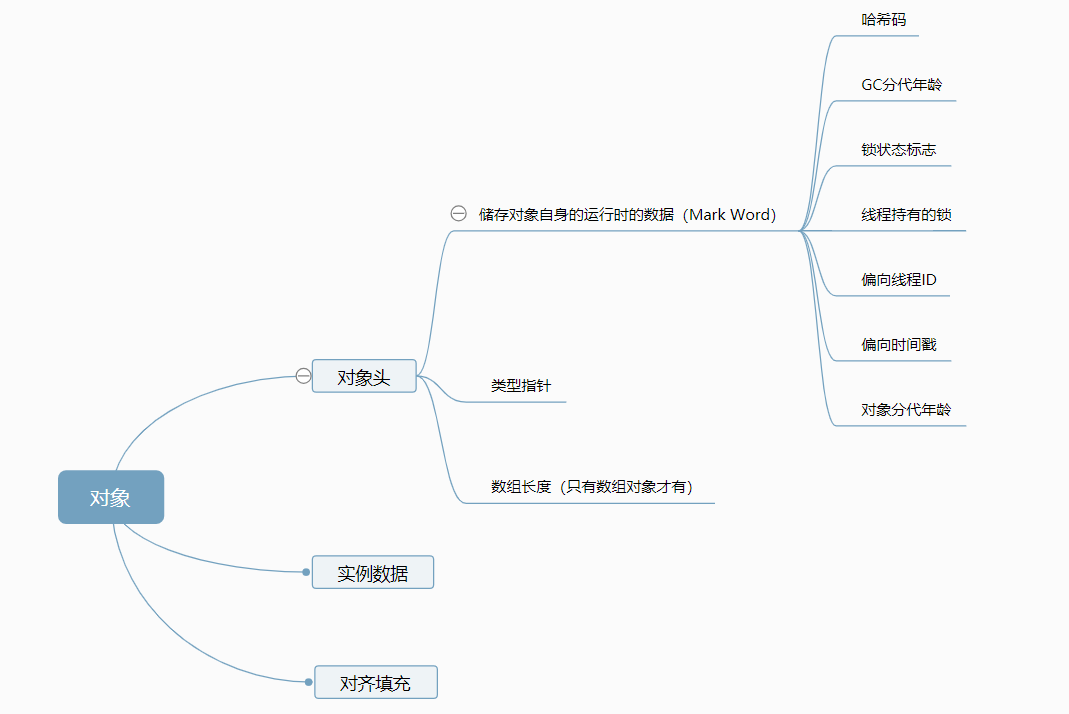 对象
对象头
储存对象自身的运行时的数据（Mark Word）
哈希码
GC分代年龄
锁状态标志
线程持有的锁
偏向线程ID
偏向时间戳
对象分代年龄
类型指针
数组长度（只有数组对象才有）
实例数据
对齐填充